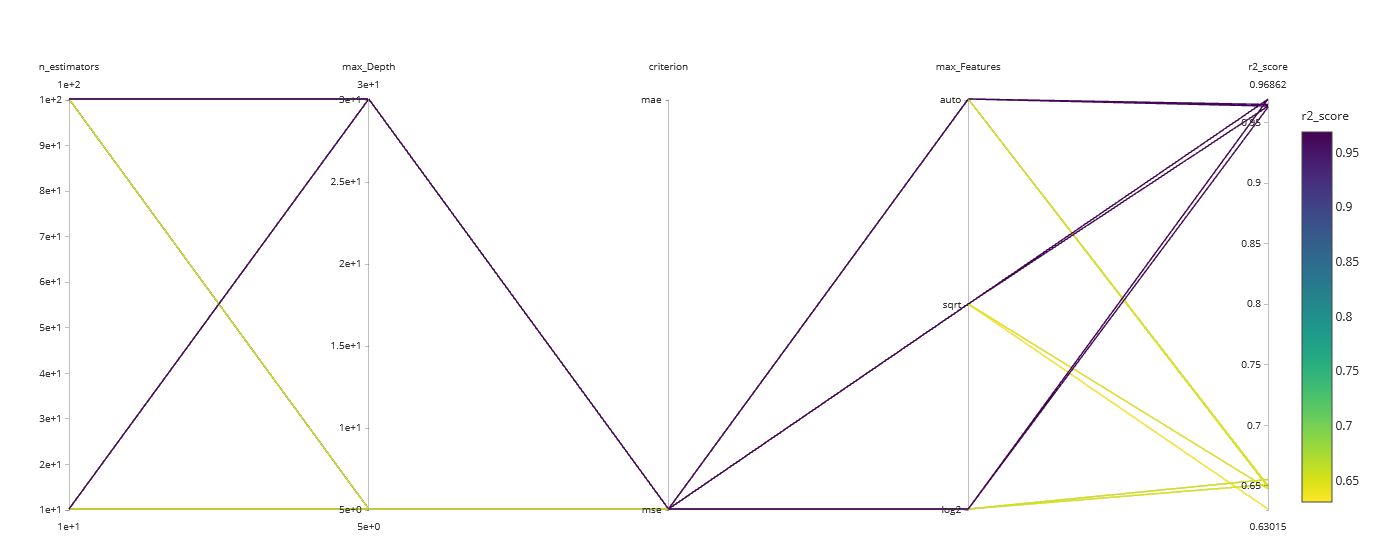 n_estimators max_Depth criterion max_Features r2_score
1e+2 3e+1 0.96862
1e+2 3e+1 mae auto
r2_score
9e+1 0.95 0.95
8e+1 2.5e+1 0.9 0.9
7e+1 0.85 0.85
6e+1 2e+1 sqrt 0.8 0.8
5e+1
4e+1 1.5e+1 0.75 0.75
3e+1 1e+1 0.7 0.7
2e+1 0.65 0.65
1e+1 5e+0 mse log2
1e+1 5e+0 0.63015